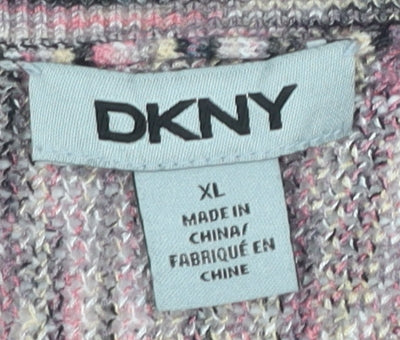 DKNY
XL
MADE IN
CHINA/
FABRIQUÉ EN
CHINE